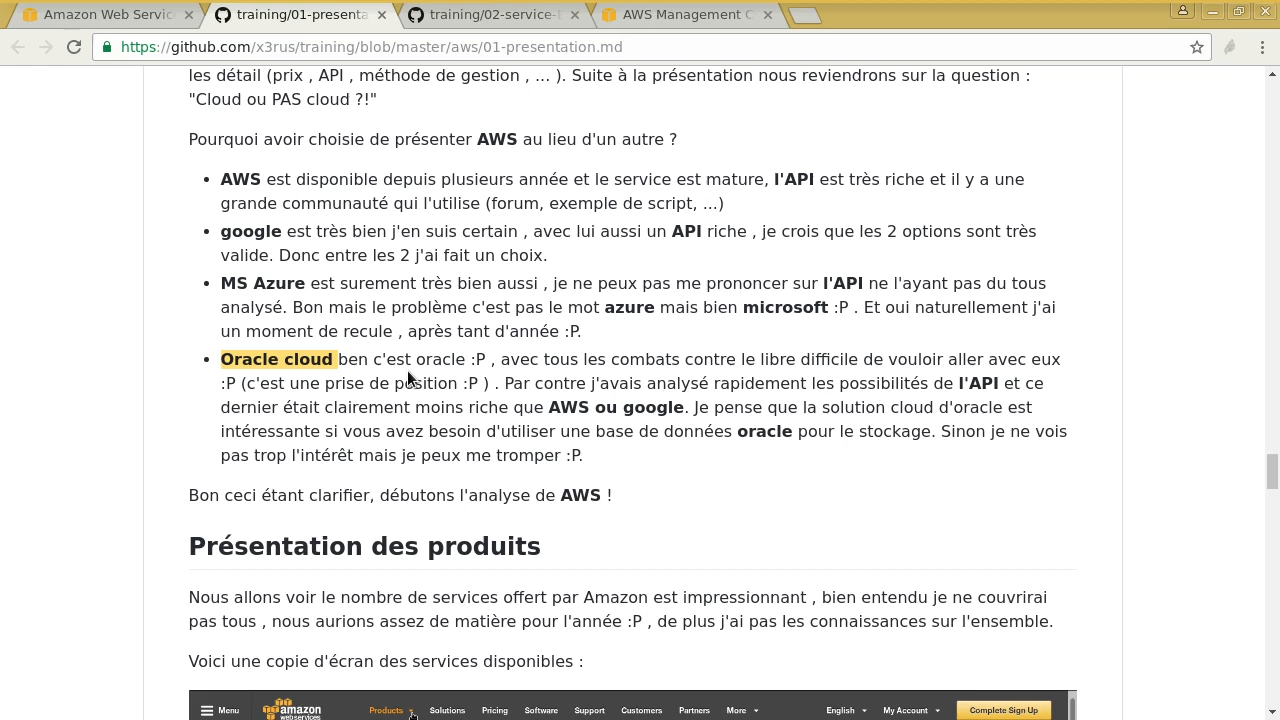 Amazon Web Servic
training/01-presenta
training/02-service-
AWS Management C
https://github.com/x3rus/training/blob/master/aws/01-presentation.md
les détail (prix , API , méthode de gestion , ... ). Suite à la présentation nous reviendrons sur la question :
"Cloud ou PAS cloud ?!"
Pourquoi avoir choisie de présenter AWS au lieu d'un autre ?
• AWS est disponible depuis plusieurs année et le service est mature, l'API est très riche et il y a une
grande communauté qui l'utilise (forum, exemple de script, ...)
• google est très bien j'en suis certain , avec lui aussi un API riche , je crois que les 2 options sont très
valide. Donc entre les 2 j'ai fait un choix.
• MS Azure est surement très bien aussi , je ne peux pas me prononcer sur l'API ne l'ayant pas du tous
analysé. Bon mais le problème c'est pas le mot azure mais bien microsoft :P . Et oui naturellement j'ai
un moment de recule , après tant d'année :P.
• Oracle cloud ben c'est oracle :P , avec tous les combats contre le libre difficile de vouloir aller avec eux
:P (c'est une prise de position :P ) . Par contre j'avais analysé rapidement les possibilités de l'API et ce
dernier était clairement moins riche que AWS ou google. Je pense que la solution cloud d'oracle est
intéressante si vous avez besoin d'utiliser une base de données oracle pour le stockage. Sinon je ne vois
pas trop l'intérêt mais je peux me tromper :P.
Bon ceci étant clarifier, débutons l'analyse de AWS !
Présentation des produits
Nous allons voir le nombre de services offert par Amazon est impressionnant , bien entendu je ne couvrirai
pas tous , nous aurions assez de matière pour l'année :P , de plus j'ai pas les connaissances sur l'ensemble.
Voici une copie d'écran des services disponibles :
Menu
amazon
web services
Products
Solutions
Pricing
Software
Support
Customers
Partners
More
English
My Account
Complete Sign Up